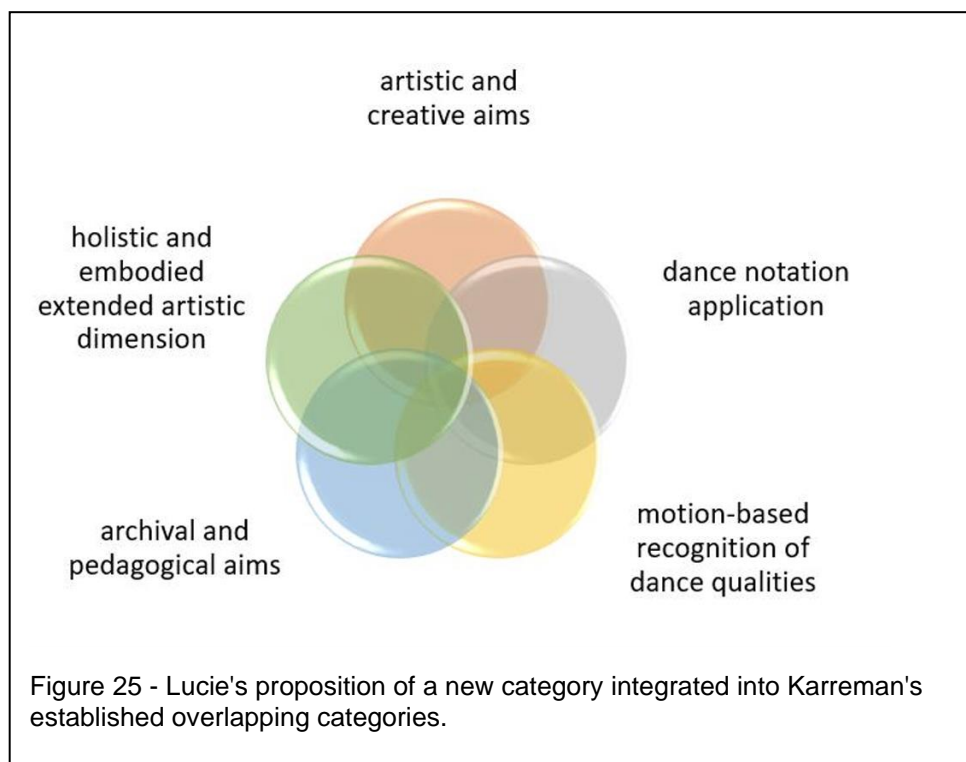 artistic and
creative aims
holistic and
embodied
extended artistic
dimension
dance notation
application
archival and
pedagogical aims
motion-based
recognition of
dance qualities
Figure 25 - Lucie's proposition of a new category integrated into Karreman's
established overlapping categories.